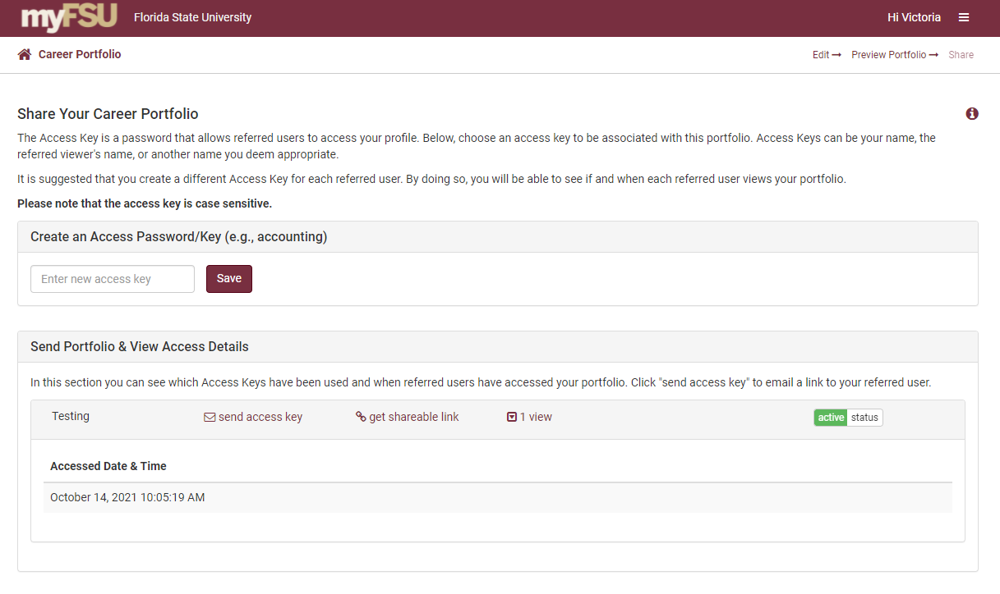 myFSU Florida State University Hi Victoria
Career Portfolio Edit Preview Portfolio Share
Share Your Career Portfolio
The Access Key is a password that allows referred users to access your profile. Below, choose an access key to be associated with this portfolio. Access Keys can be your name, the
referred viewer's name, or another name you deem appropriate.
It is suggested that you create a different Access Key for each referred user. By doing so, you will be able to see if and when each referred user views your portfolio.
Please note that the access key is case sensitive.
Create an Access Password/Key (e.g., accounting)
Enter new access key Save
Send Portfolio & View Access Details
In this section you can see which Access Keys have been used and when referred users have accessed your portfolio. Click "send access key" to email a link to your referred user.
Testing send access key get shareable link 1 view active status
Accessed Date & Time
October 14, 2021 10:05:19 AM